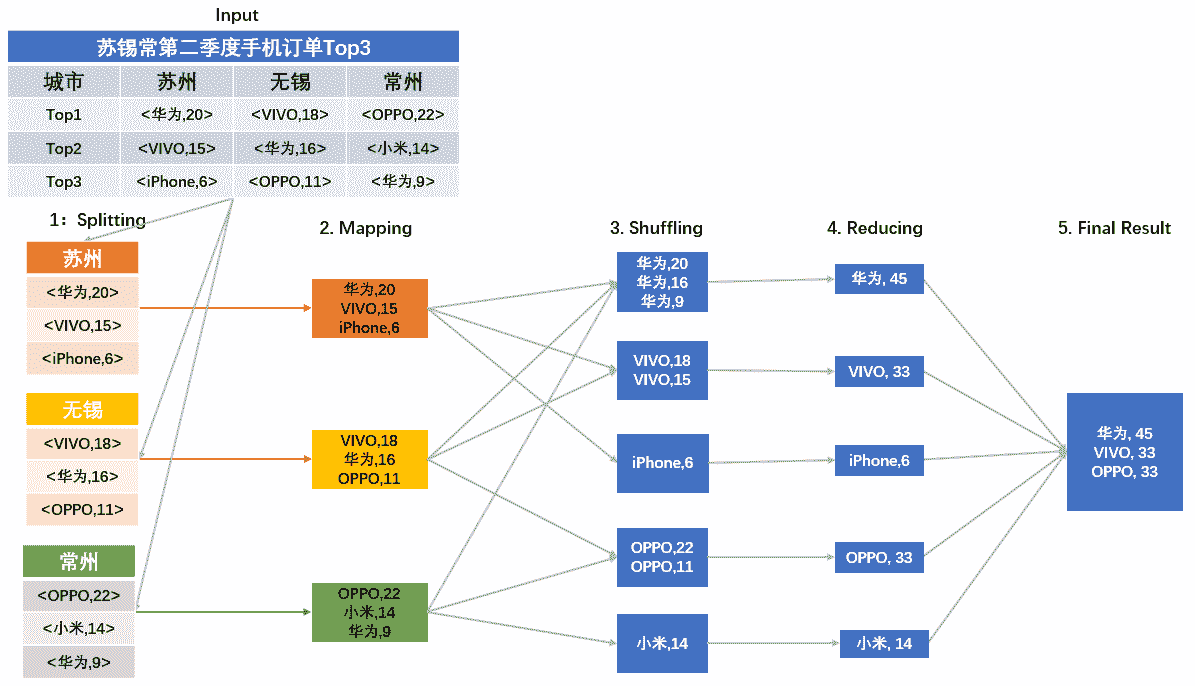 Input
苏锡常第二季度手机订单Top3
城市 苏州 无锡 常州
Top1 <华为,20> <VIVO,18> <OPPO,22>
Top2 <VIVO,15> <华为,16> <小米,14>
Top3 <iPhone,6> <OPPO,11> <华为,9>
1：Splitting
2. Mapping
3. Shuffling
4. Reducing
5. Final Result
苏州
<华为,20>
<VIVO,15>
<iPhone,6>
无锡
<VIVO,18>
<华为,16>
<OPPO,11>
常州
<OPPO,22>
<小米,14>
<华为,9>
华为,20
VIVO,15
iPhone,6
VIVO,18
华为,16
OPPO,11
OPPO,22
小米,14
华为,9
华为,20
华为,16
华为,9
VIVO,18
VIVO,15
iPhone,6
OPPO,22
OPPO,11
小米,14
华为, 45
VIVO, 33
iPhone,6
OPPO, 33
小米, 14
华为, 45
VIVO, 33
OPPO, 33